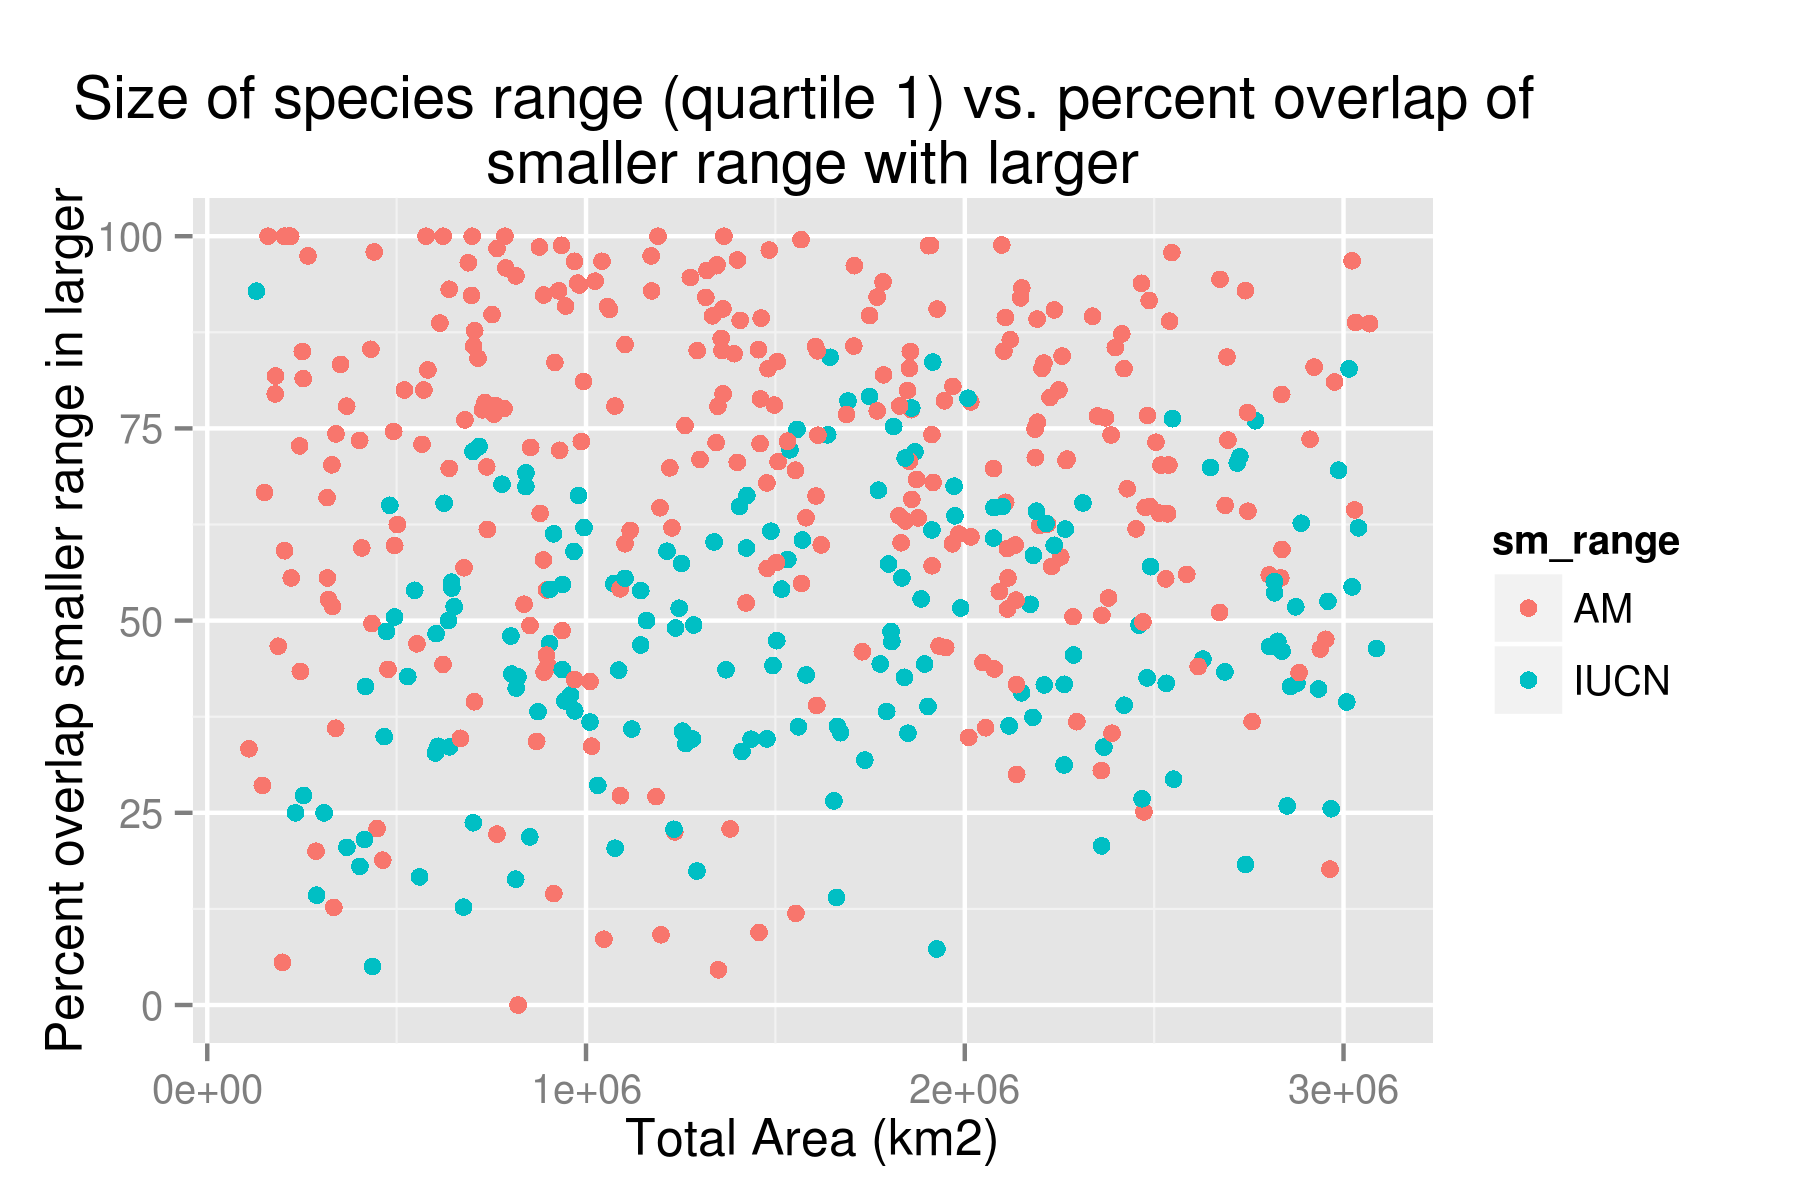 Size of species range (quartile 1) vs. percent overlap of
smaller range with larger
Percent overlap smaller range in larger
100
75
50
25
0
0e+00
1e+06
2e+06
3e+06
Total Area (km2)
sm_range
AM
IUCN